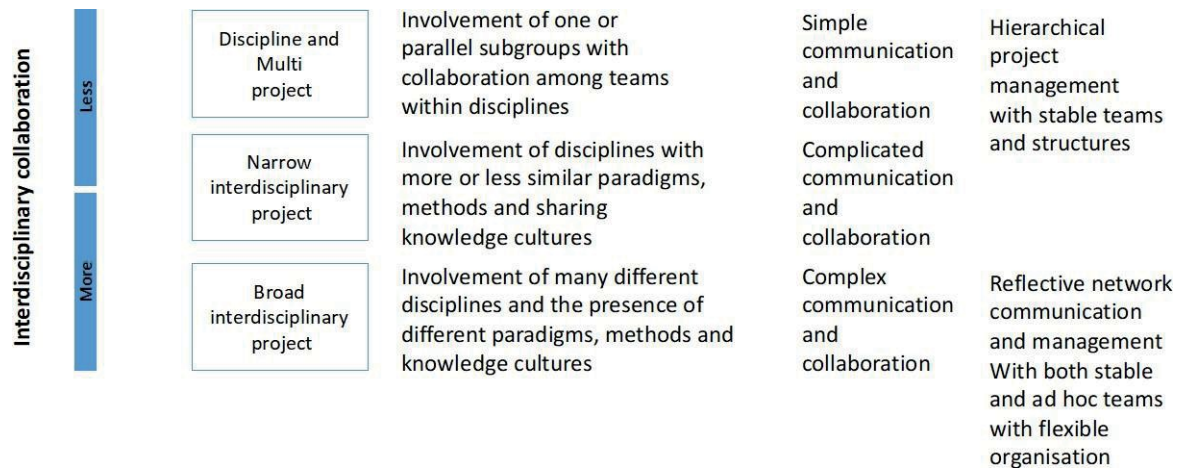 Interdisciplinary collaboration
Less
Discipline and
Multi
project
Involvement of one or
parallel subgroups with
collaboration among teams
within disciplines
Simple
communication
and
collaboration
Hierarchical
project
management
with stable teams
and structures
Narrow
interdisciplinary
project
Involvement of disciplines with
more or less similar paradigms,
methods and sharing
knowledge cultures
Complicated
communication
and
collaboration
More
Broad
interdisciplinary
project
Involvement of many different
disciplines and the presence of
different paradigms, methods and
knowledge cultures
Complex
communication
and
collaboration
Reflective network
communication
and management
With both stable
and ad hoc teams
with flexible
organisation